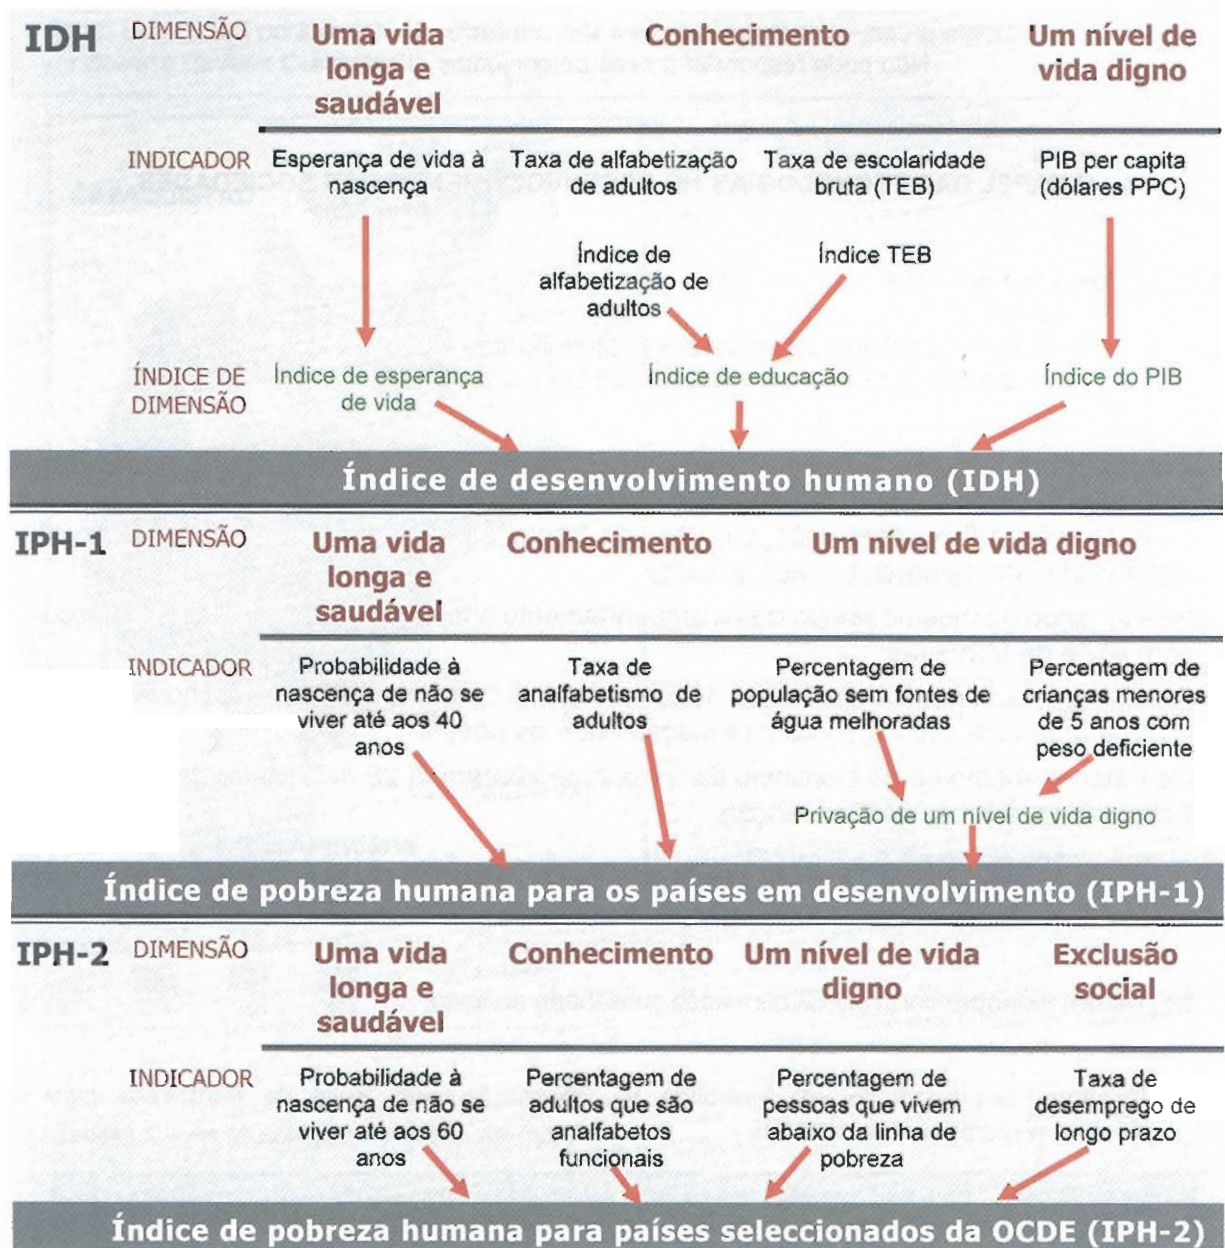 IDH
DIMENSÃO
Uma vida
longa e
saudável
Conhecimento
Um nível de
vida digno
INDICADOR
Esperança de vida à
nascença
Taxa de alfabetização
de adultos
Taxa de escolaridade
bruta (TEB)
PIB per capita
(dólares PPC)
Índice de
alfabetização de
adultos
Índice TEB
ÍNDICE DE
DIMENSÃO
Índice de esperança
de vida
Índice de educação
Índice do PIB
Índice de desenvolvimento humano (IDH)
IPH-1
DIMENSÃO
Uma vida
longa e
saudável
Conhecimento
Um nível de vida digno
INDICADOR
Probabilidade à
nascença de não se
viver até aos 40
anos
Taxa de
analfabetismo de
adultos
Percentagem de
população sem fontes de
água melhoradas
Percentagem de
crianças menores
de 5 anos com
peso deficiente
Privação de um nível de vida digno
Índice de pobreza humana para os países em desenvolvimento (IPH-1)
IPH-2
DIMENSÃO
Uma vida
longa e
saudável
Conhecimento
Um nível de vida
digno
Exclusão
social
INDICADOR
Probabilidade à
nascença de não se
viver até aos 60
anos
Percentagem de
adultos que são
analfabetos
funcionais
Percentagem de
pessoas que vivem
abaixo da linha de
pobreza
Taxa de
desemprego de
longo prazo
Índice de pobreza humana para países seleccionados da OCDE (IPH-2)